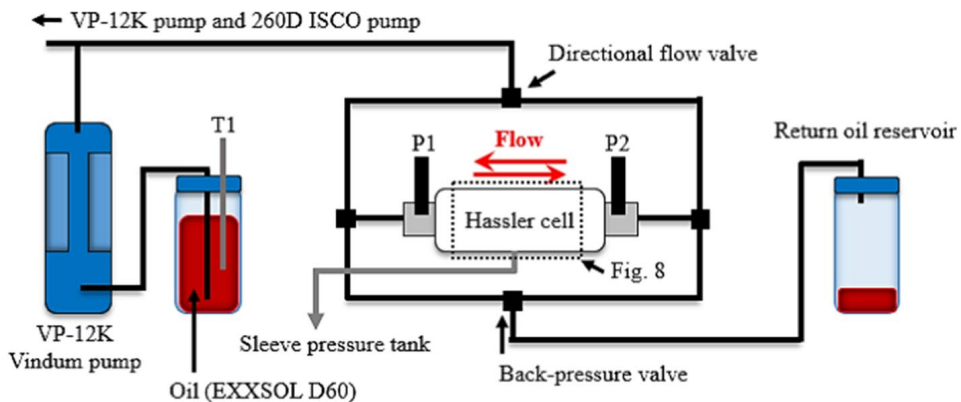 VP-12K pump and 260D ISCO pump
Directional flow valve
T1
P1
Flow
P2
Return oil reservoir
Hassler cell
Fig. 8
VP-12K
Vindum pump
Sleeve pressure tank
Back-pressure valve
Oil (EXXSOL D60)